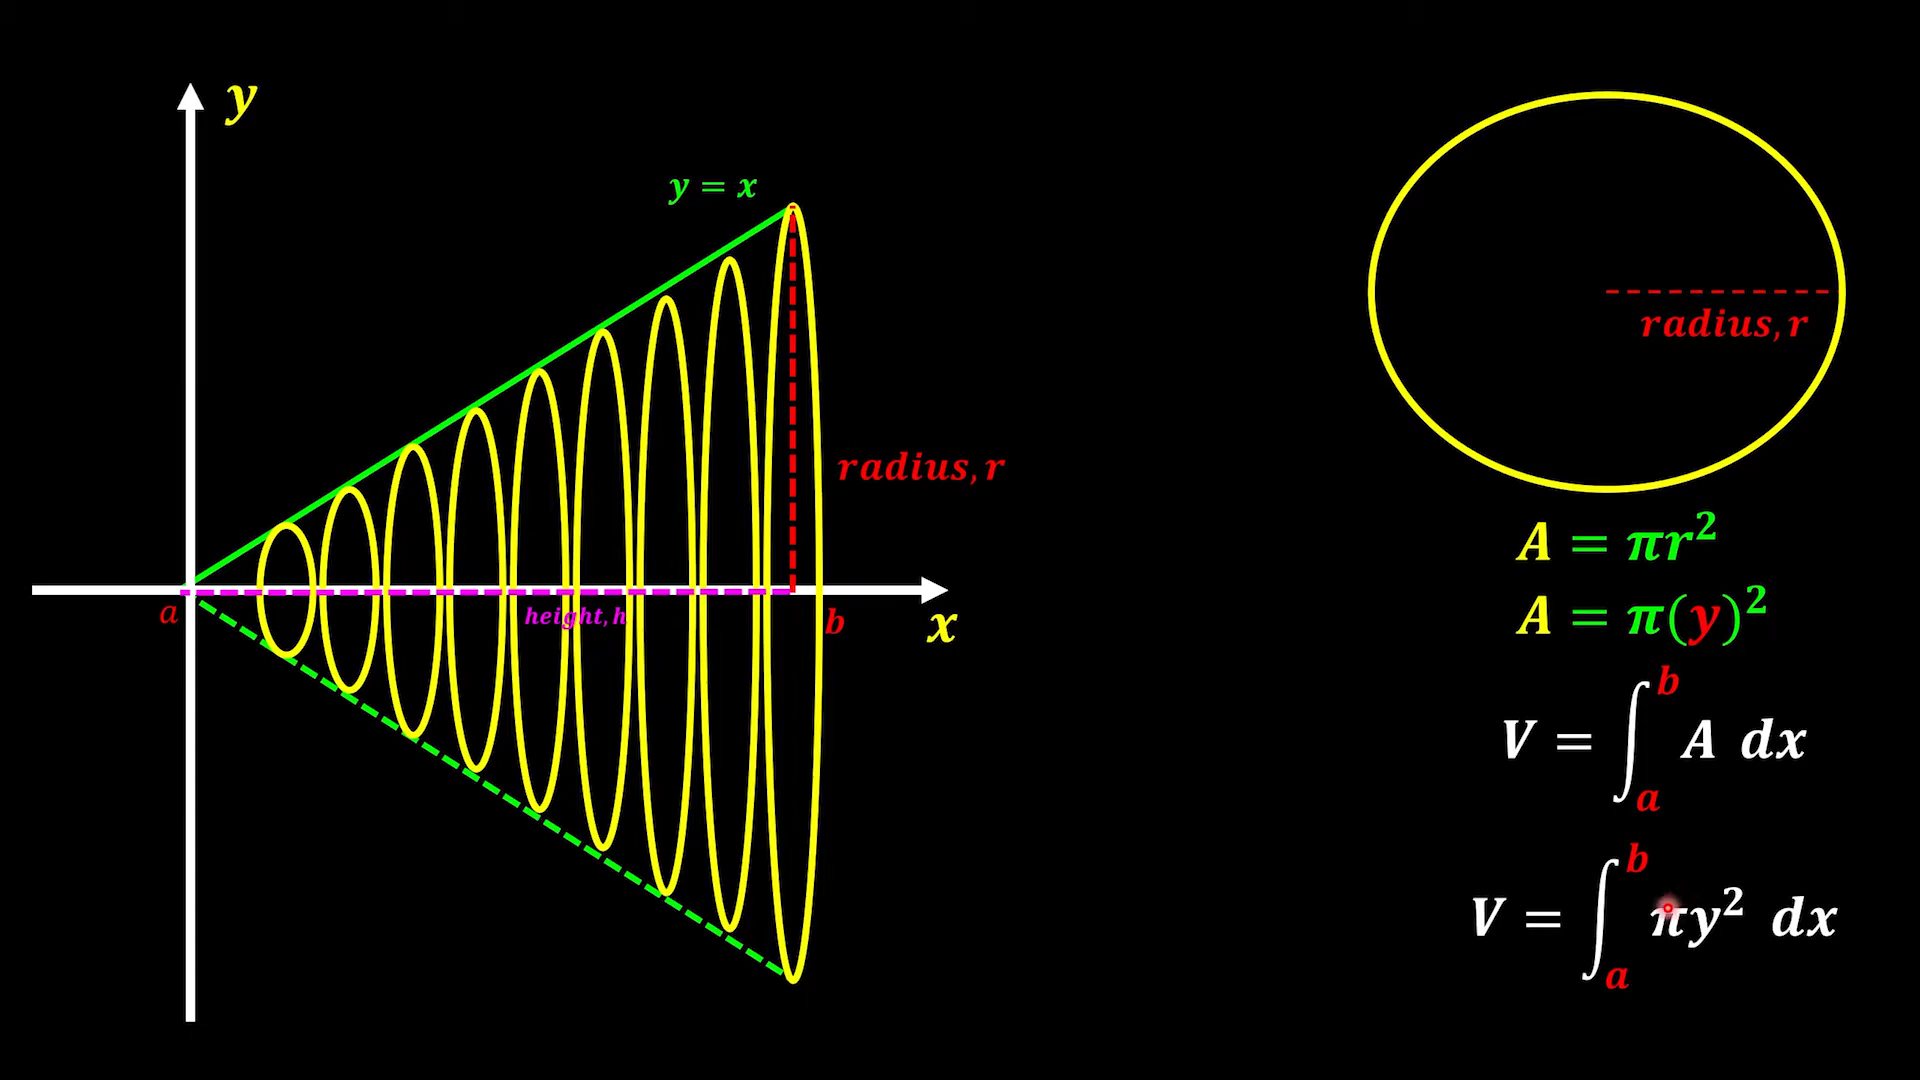 y
y = x
radius, r
radius, r
a
height, h
b
x
A = πr²
A = π(y)²
V = ∫ₐᵇ A dx
V = ∫ₐᵇ πy² dx